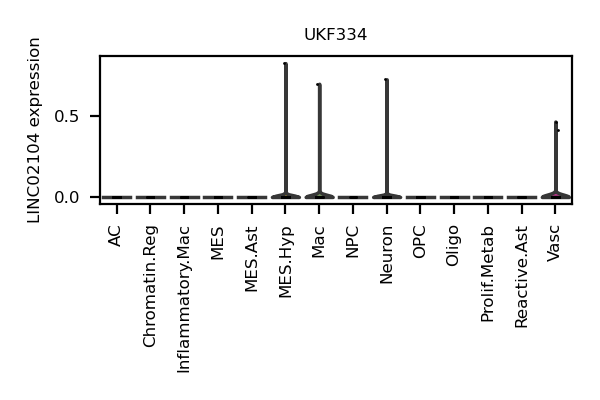 UKF334
LINC02104 expression
0.5
0.0
AC
Chromatin.Reg
Inflammatory.Mac
MES
MES.Ast
MES.Hyp
Mac
NPC
Neuron
OPC
Oligo
Prolif.Metab
Reactive.Ast
Vasc